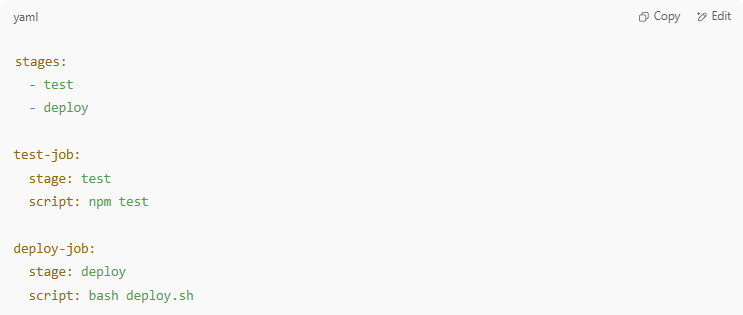 yaml
Copy
Edit
stages:
  - test
  - deploy
test-job:
  stage: test
  script: npm test
deploy-job:
  stage: deploy
  script: bash deploy.sh